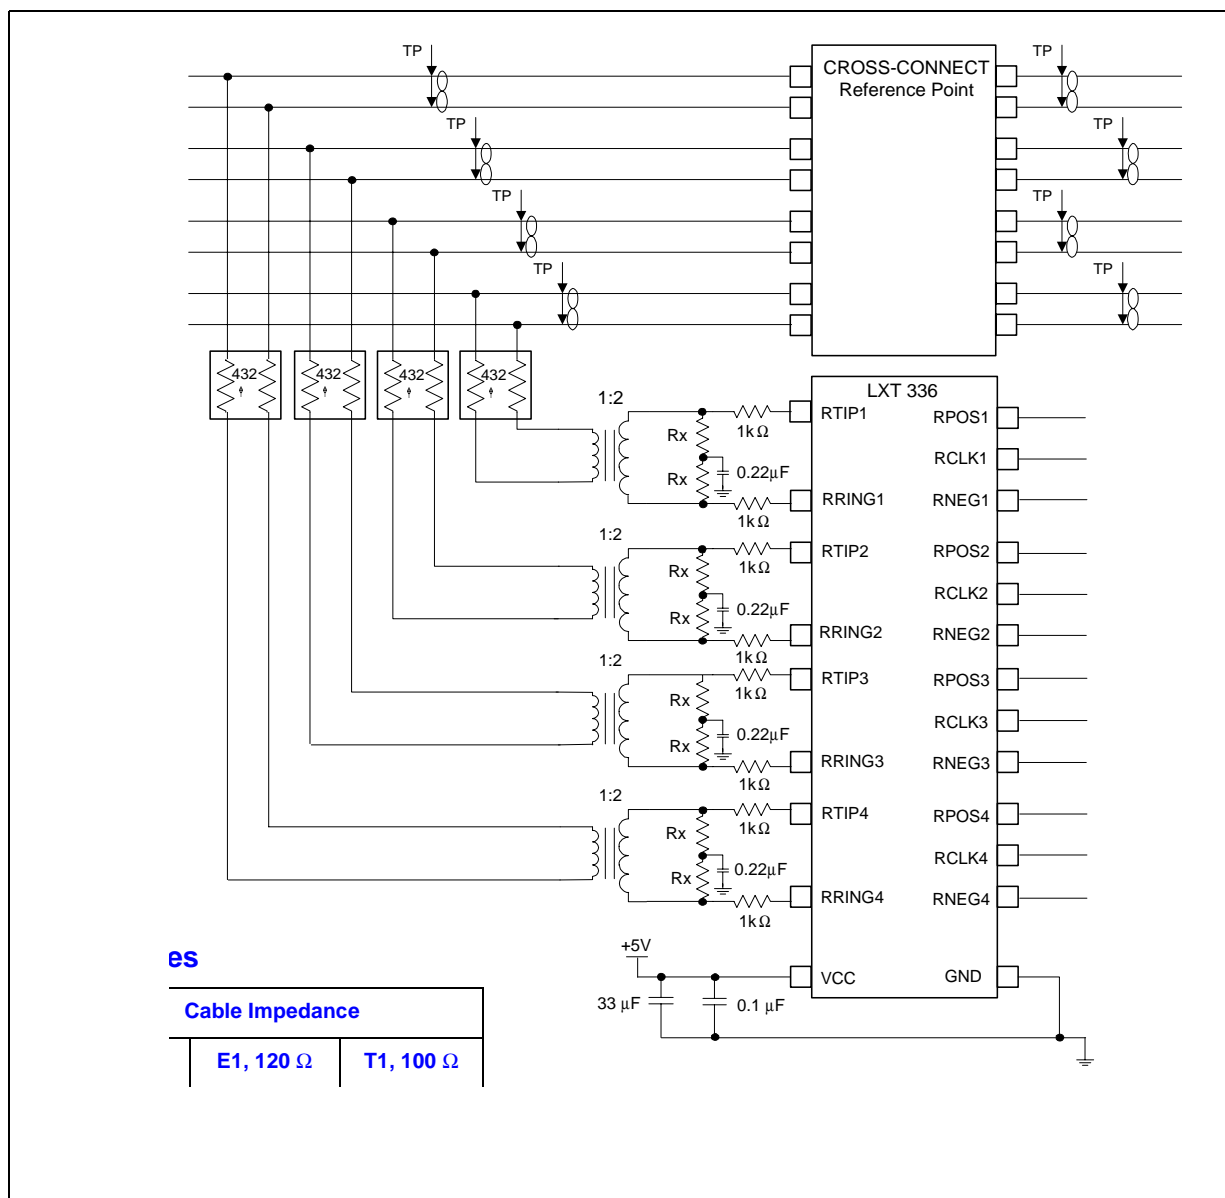 TP
TP
TP
TP
CROSS-CONNECT
Reference Point
TP
TP
TP
TP
432
432
432
432
LXT 336
1:2
Rx
Rx
1kΩ
0.22μF
1kΩ
RTIP1
RRING1
RPOS1
RCLK1
RNEG1
1:2
Rx
Rx
1kΩ
0.22μF
1kΩ
RTIP2
RRING2
RPOS2
RCLK2
RNEG2
1:2
Rx
Rx
1kΩ
0.22μF
1kΩ
RTIP3
RRING3
RPOS3
RCLK3
RNEG3
1:2
Rx
Rx
1kΩ
0.22μF
1kΩ
RTIP4
RRING4
RPOS4
RCLK4
RNEG4
+5V
VCC
GND
33 μF
0.1 μF
es
Cable Impedance
E1, 120 Ω
T1, 100 Ω